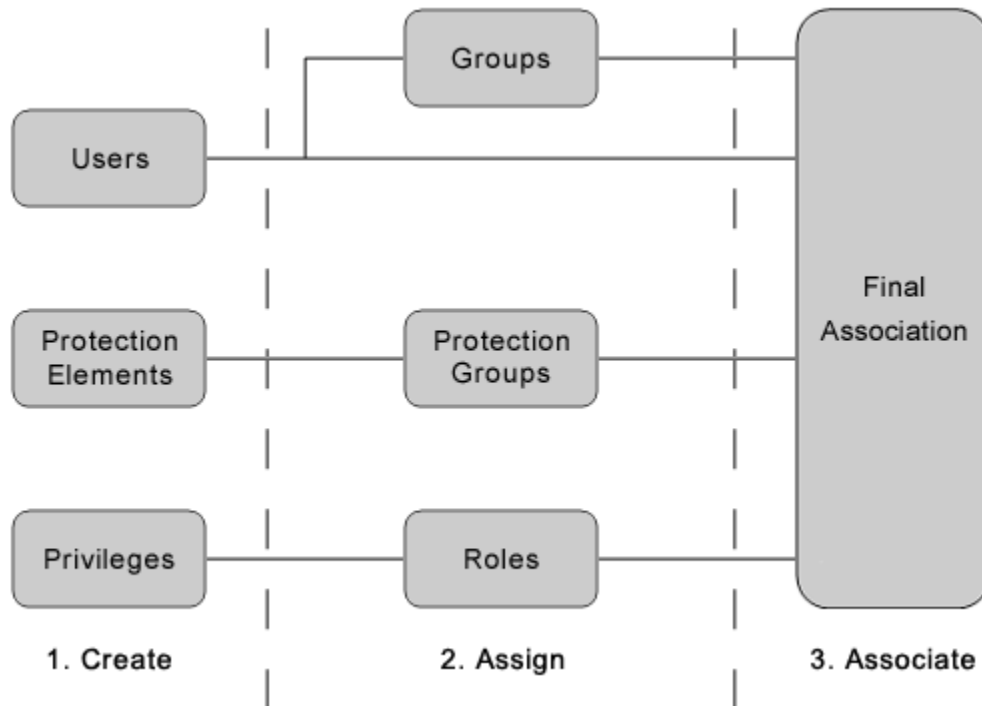 Groups
Users
Final
Association
Protection
Elements
Protection
Groups
Privileges
Roles
1. Create
2. Assign
3. Associate